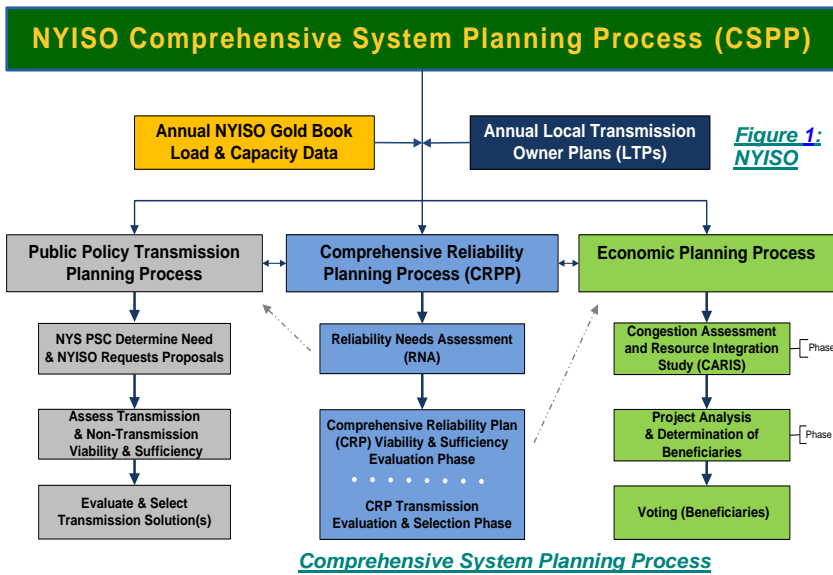 NYISO Comprehensive System Planning Process (CSPP)
Annual NYISO Gold Book
Load & Capacity Data
Annual Local Transmission
Owner Plans (LTPs)
Figure 1:
NYISO
Public Policy Transmission
Planning Process
Comprehensive Reliability
Planning Process (CRPP)
Economic Planning Process
NYS PSC Determine Need
& NYISO Requests Proposals
Reliability Needs Assessment
(RNA)
Congestion Assessment
and Resource Integration
Study (CARIS)
Phase
Assess Transmission
& Non-Transmission
Viability & Sufficiency
Comprehensive Reliability Plan
(CRP) Viability & Sufficiency
Evaluation Phase
Project Analysis
& Determination of
Beneficiaries
Phase
Evaluate & Select
Transmission Solution(s)
CRP Transmission
Evaluation & Selection Phase
Voting (Beneficiaries)
Comprehensive System Planning Process